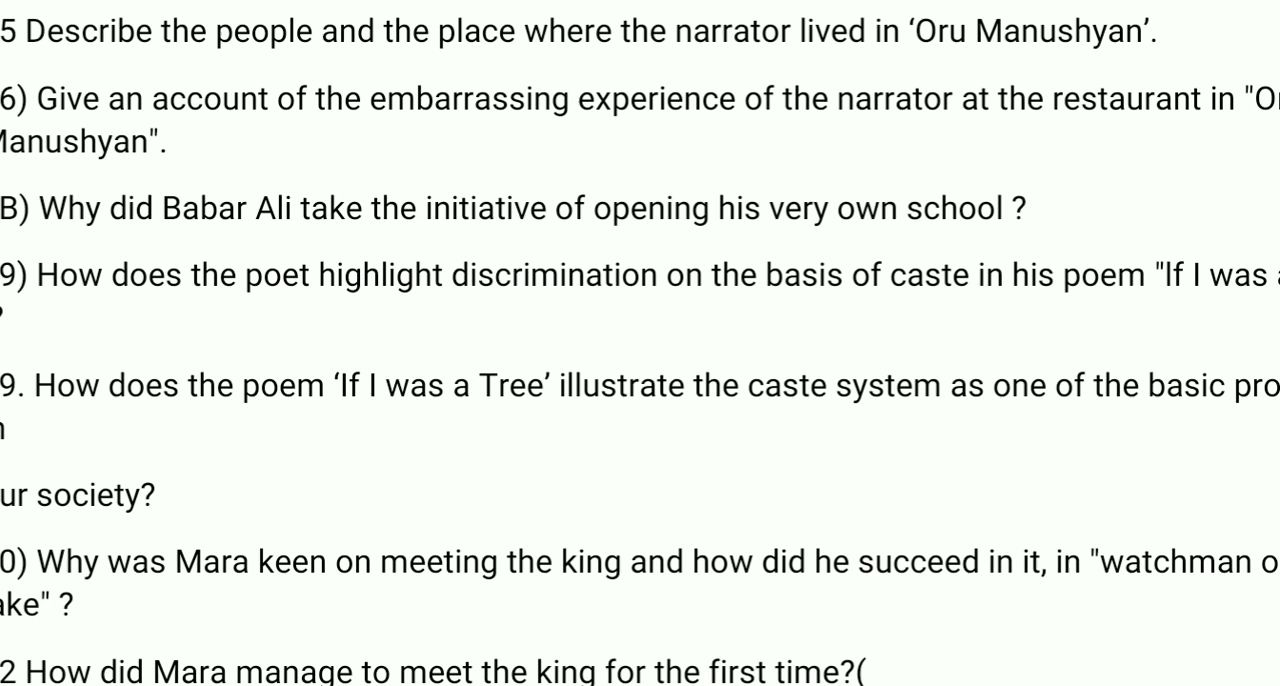 5 Describe the people and the place where the narrator lived in ‘Oru Manushyan’.
6) Give an account of the embarrassing experience of the narrator at the restaurant in "O
Manushyan".
B) Why did Babar Ali take the initiative of opening his very own school ?
9) How does the poet highlight discrimination on the basis of caste in his poem "lf I was a
?
9. How does the poem ‘If I was a Tree’ illustrate the caste system as one of the basic pro
n
ur society?
0) Why was Mara keen on meeting the king and how did he succeed in it, in "watchman o
ake" ?
2 How did Mara manage to meet the king for the first time?(